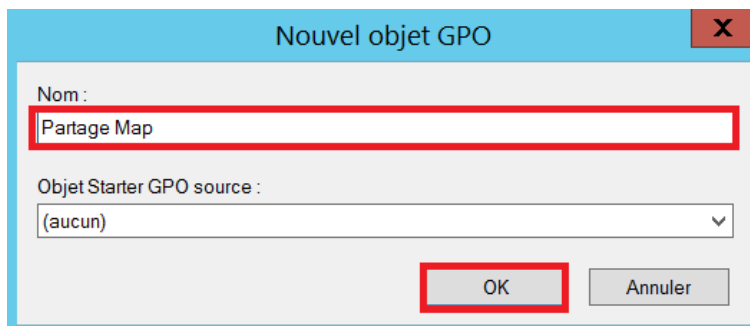 Nouvel objet GPO
X
Nom :
Partage Map
Objet Starter GPO source :
(aucun)
OK
Annuler